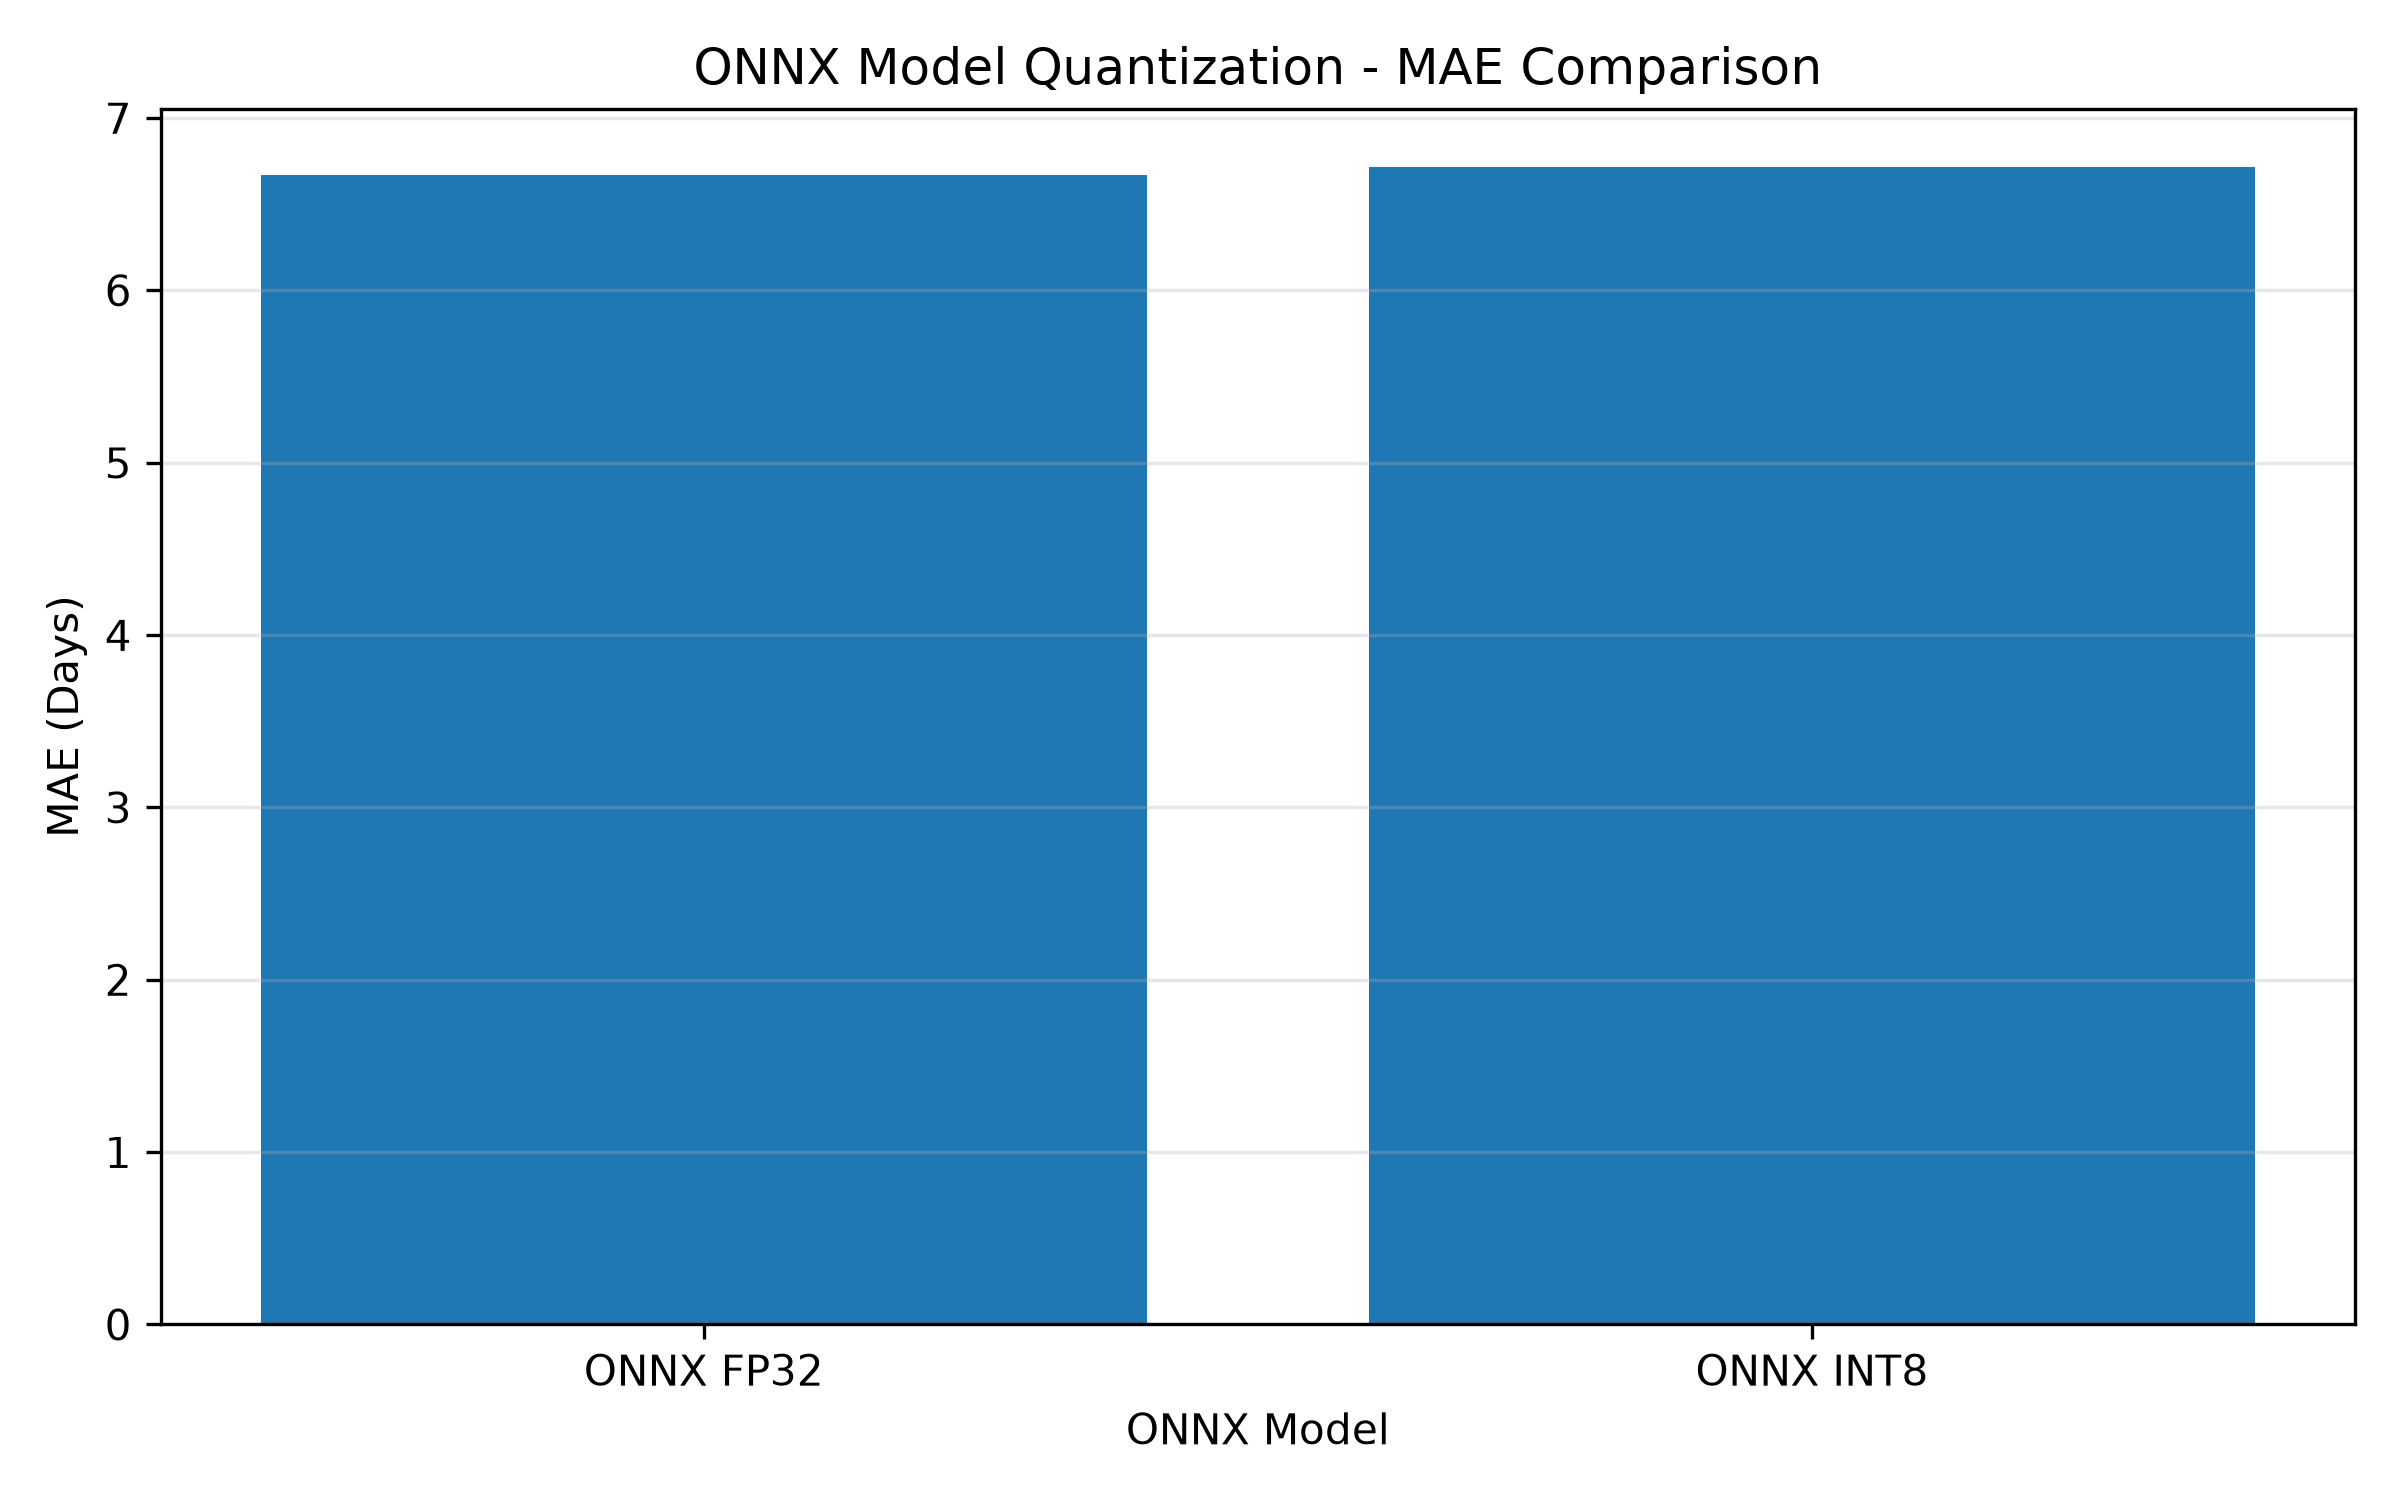 ONNX Model Quantization - MAE Comparison
7
6
5
4
3
2
1
0
MAE (Days)
ONNX FP32
ONNX INT8
ONNX Model